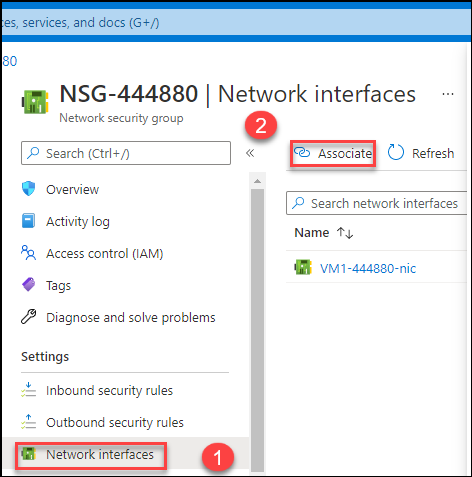 ces, services, and docs (G+/)
80
NSG-444880 | Network interfaces ...
Network security group
2
Search (Ctrl+/)
«
Associate
Refresh
Overview
Activity log
Access control (IAM)
Tags
Diagnose and solve problems
Settings
Inbound security rules
Outbound security rules
Network interfaces
1
Search network interfaces
Name ↑↓
VM1-444880-nic